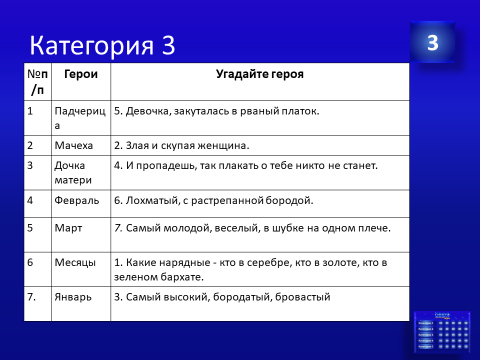 Категория 3
3
№п
/п
Герои
Угадайте героя
1
Падчериц
а
5. Девочка, закуталась в рваный платок.
2
Мачеха
2. Злая и скупая женщина.
3
Дочка
матери
4. И пропадешь, так плакать о тебе никто не станет.
4
Февраль
6. Лохматый, с растрепанной бородой.
5
Март
7. Самый молодой, веселый, в шубке на одном плече.
6
Месяцы
1. Какие нарядные - кто в серебре, кто в золоте, кто в
зеленом бархате.
7.
Январь
3. Самый высокий, бородатый, бровастый